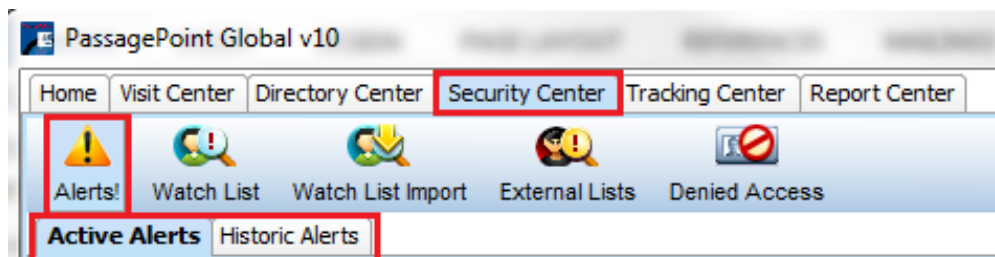 PassagePoint Global v10
Home Visit Center Directory Center Security Center Tracking Center Report Center
Alerts! Watch List Watch List Import External Lists Denied Access
Active Alerts Historic Alerts